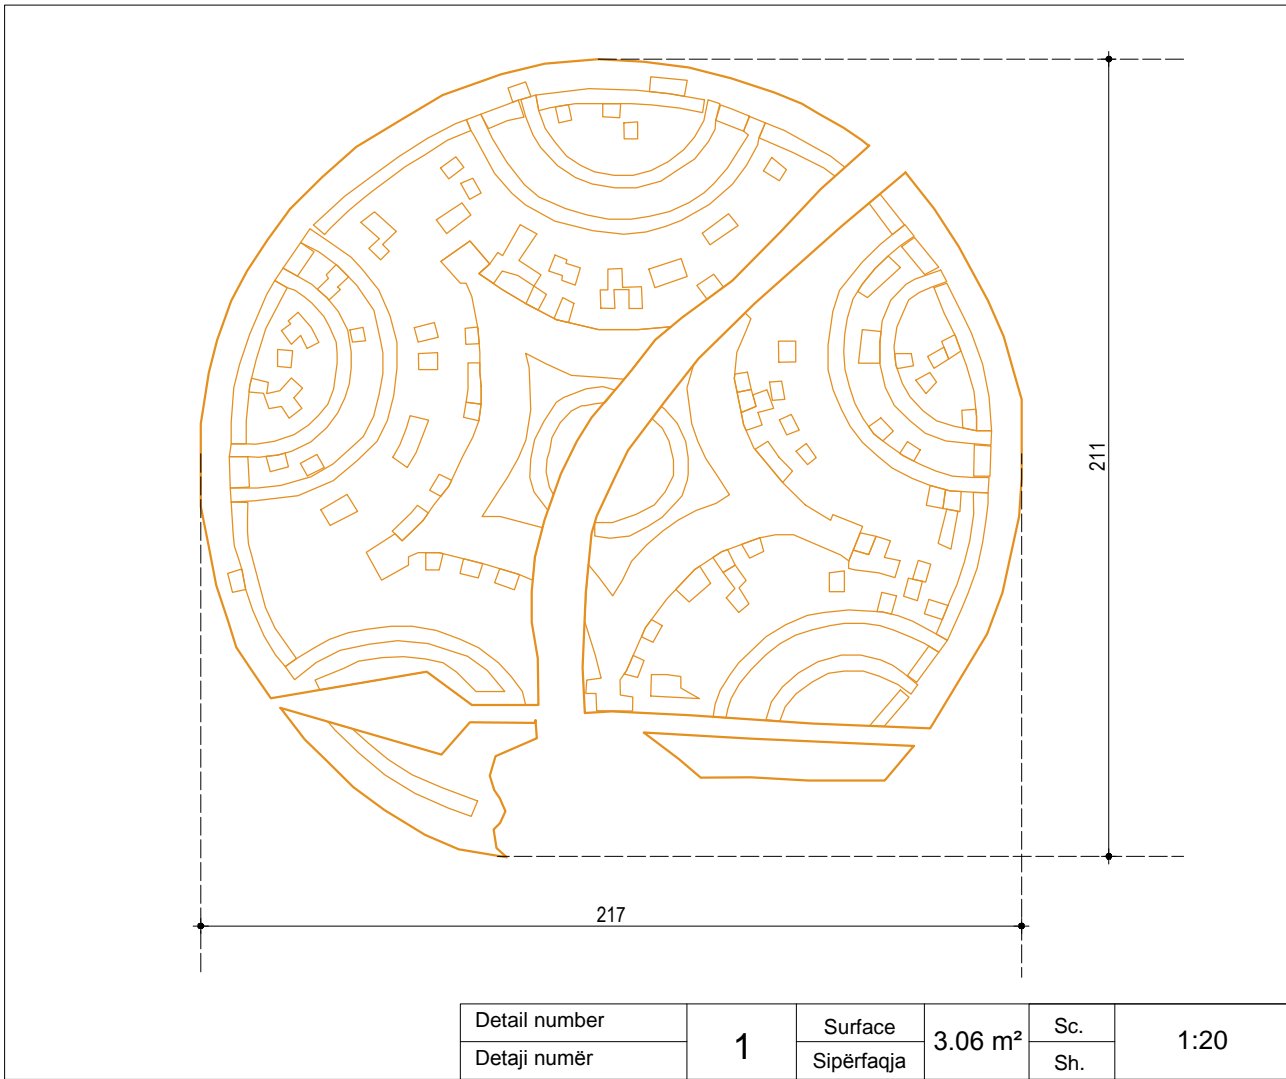 211
217
Detail number
Detaji numër
1
Surface
Sipërfaqja
3.06 m²
Sc.
Sh.
1:20